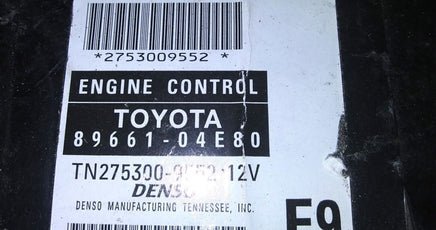 *2753009552 *
ENGINE CONTROL
TOYOTA
89661-04E80
TN275300-9552 12V
DENSO
DENSO MANUFACTURING TENNESSEE, INC.
E9